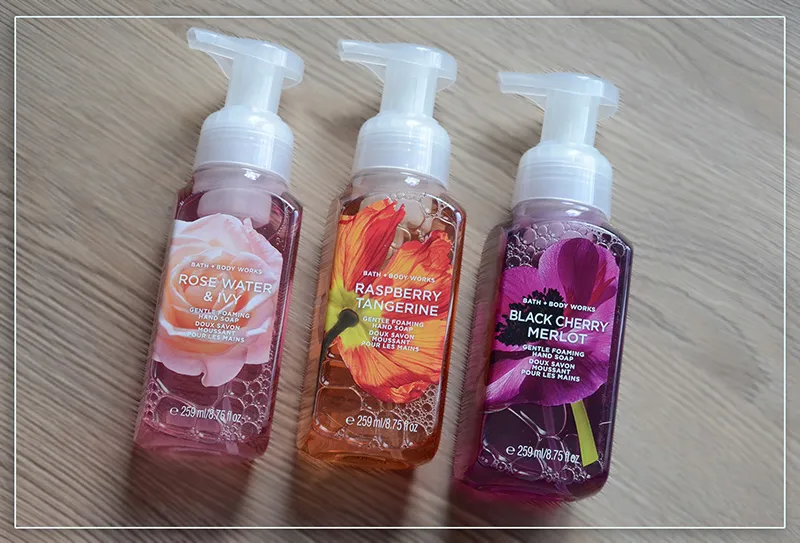 BATH + BODY WORKS
ROSE WATER
& IVY
GENTLE FOAMING
HAND SOAP
DOUX SAVON
MOUSSANT
POUR LES MAINS
℮ 259 ml/8.75 fl oz
BATH + BODY WORKS
RASPBERRY
TANGERINE
GENTLE FOAMING
HAND SOAP
DOUX SAVON
MOUSSANT
POUR LES MAINS
℮ 259 ml/8.75 fl oz
BATH + BODY WORKS
BLACK CHERRY
MERLOT
GENTLE FOAMING
HAND SOAP
DOUX SAVON
MOUSSANT
POUR LES MAINS
℮ 259 ml/8.75 fl oz